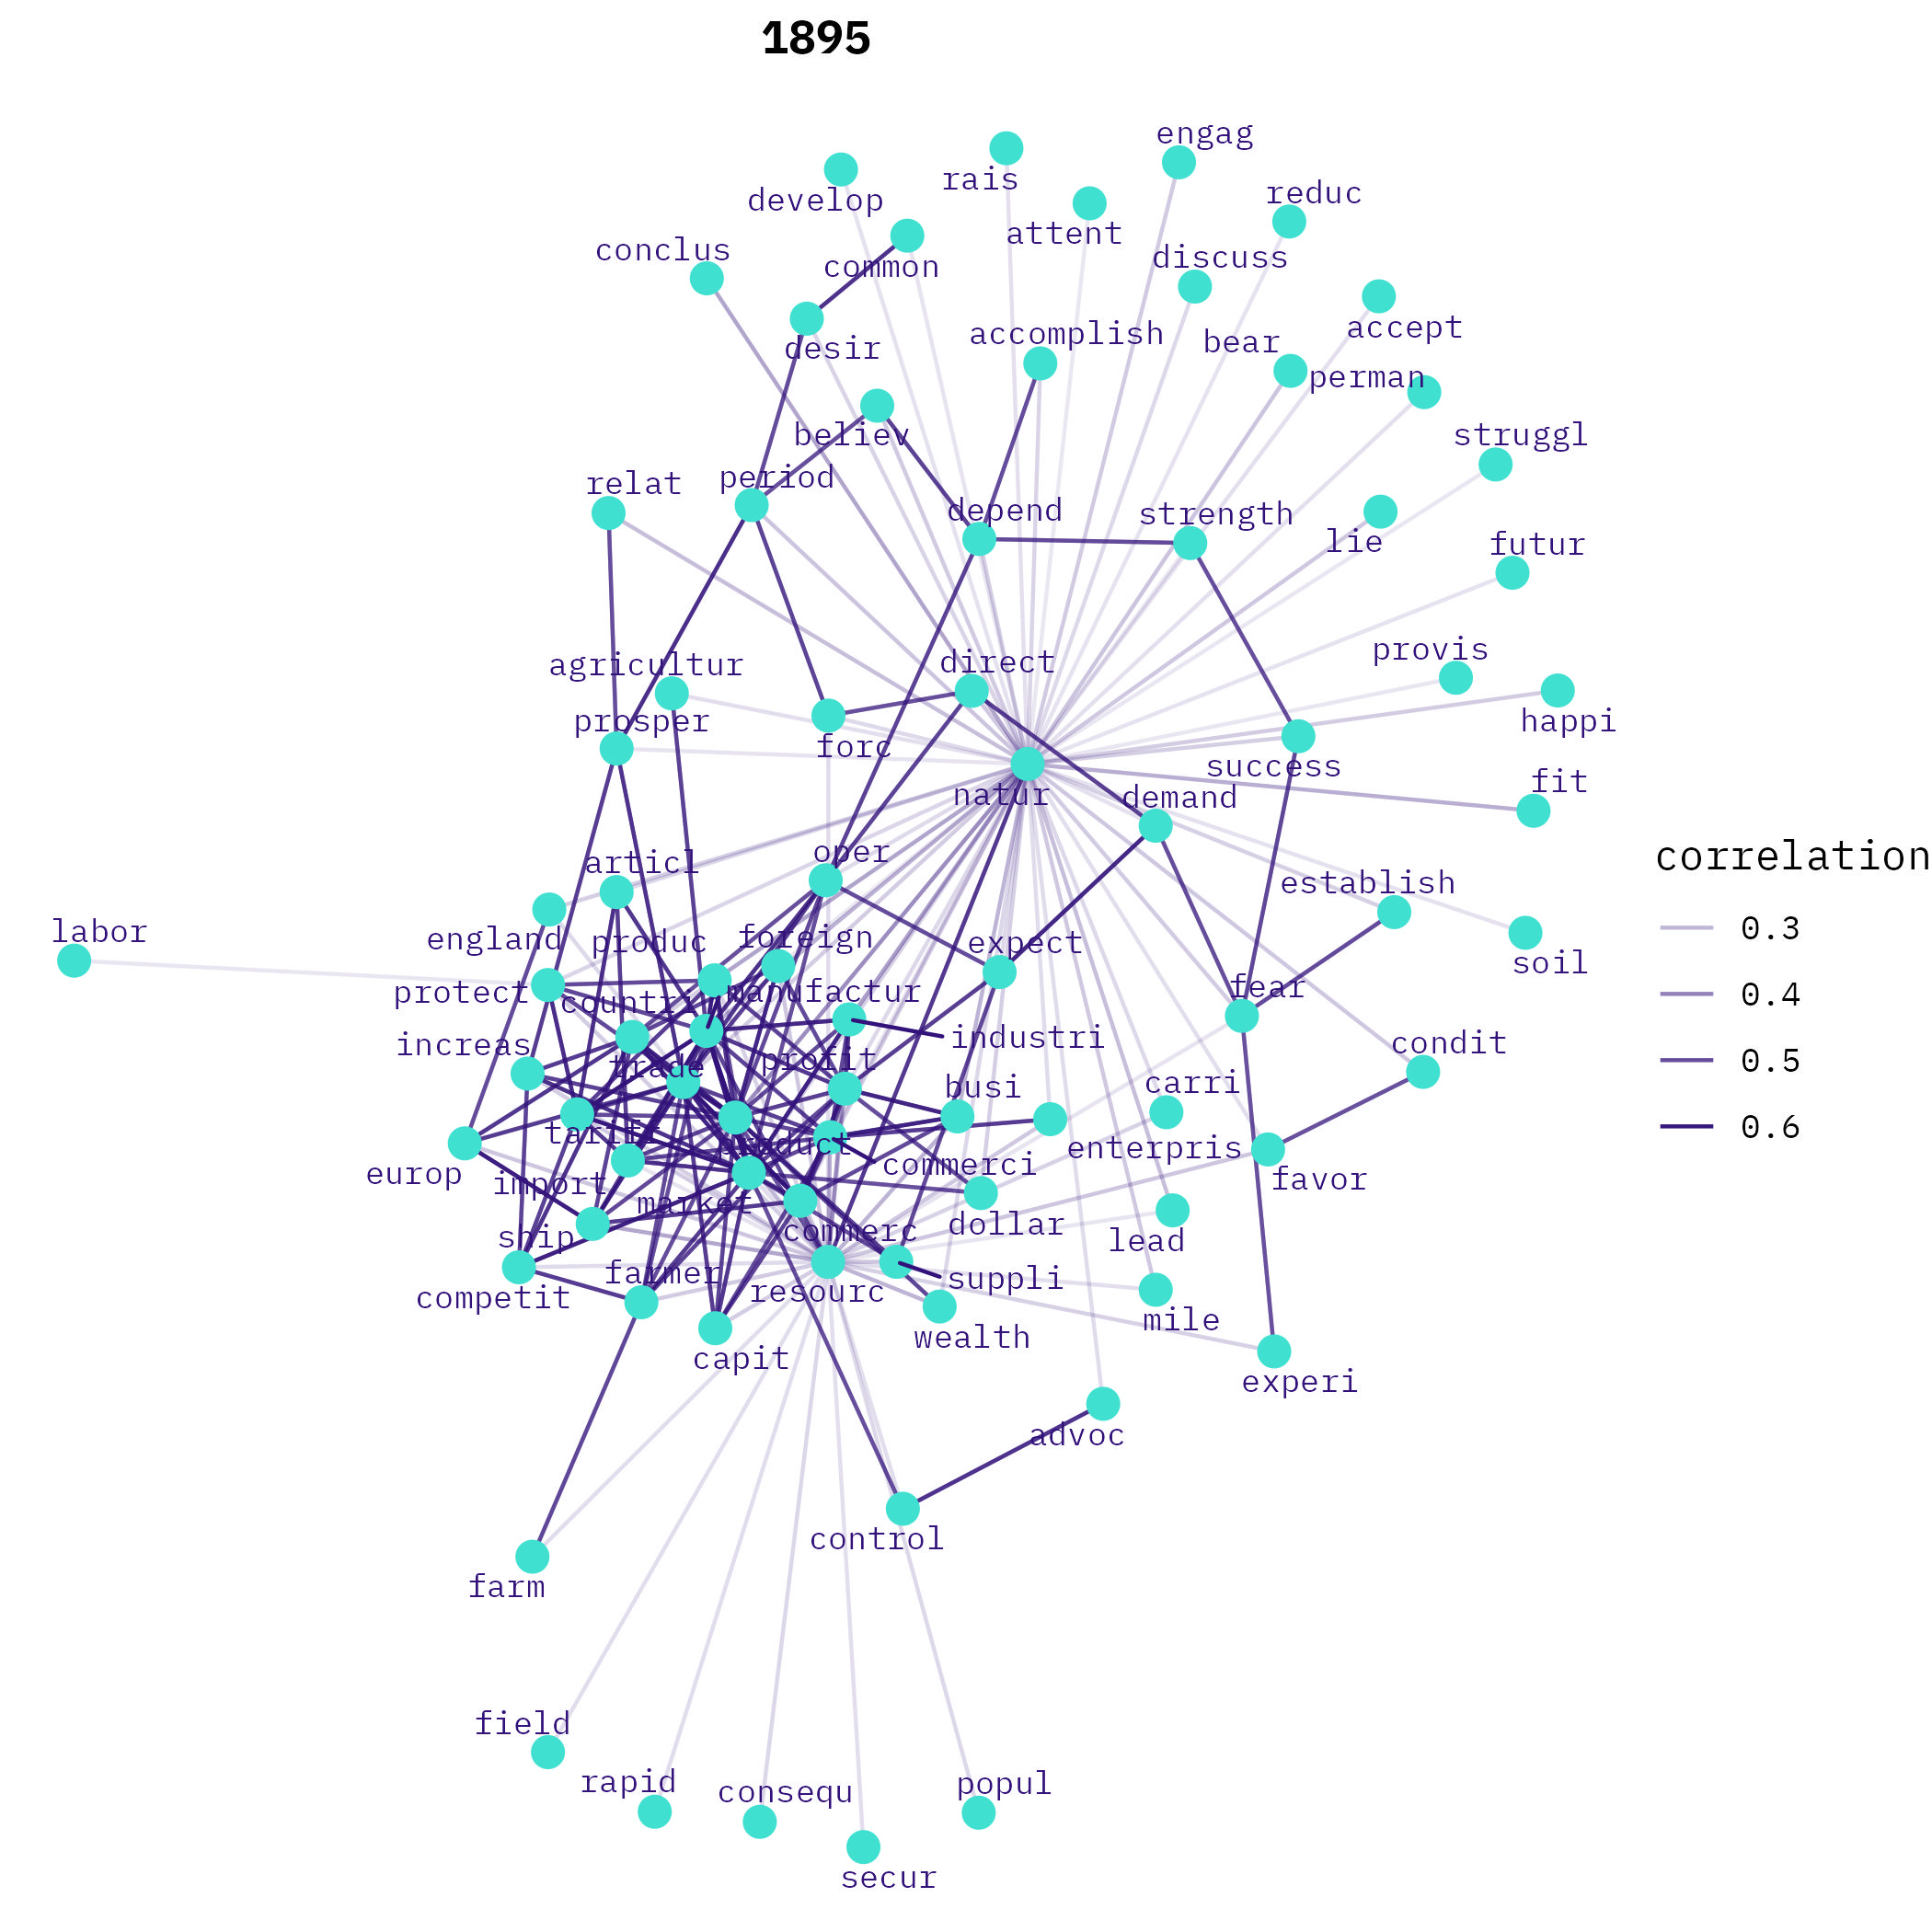 1895
engag
rais
develop
reduc
attent
conclus
common
discuss
accept
accomplish
bear
desir
perman
believ
struggl
relat
period
depend
strength
lie
futur
agricultur
direct
provis
prosper
forc
happi
success
natur
demand
fit
oper
articl
correlation
establish
labor
england
produc
foreign
expect
0.3
soil
protect
countri
manufactur
fear
0.4
increas
industri
condit
trade
profit
busi
carri
0.5
tariff
product
enterpris
0.6
europ
import
commerci
favor
market
ship
commerc
dollar
lead
farmer
suppli
competit
resourc
mile
wealth
capit
experi
advoc
control
farm
field
rapid
consequ
popul
secur